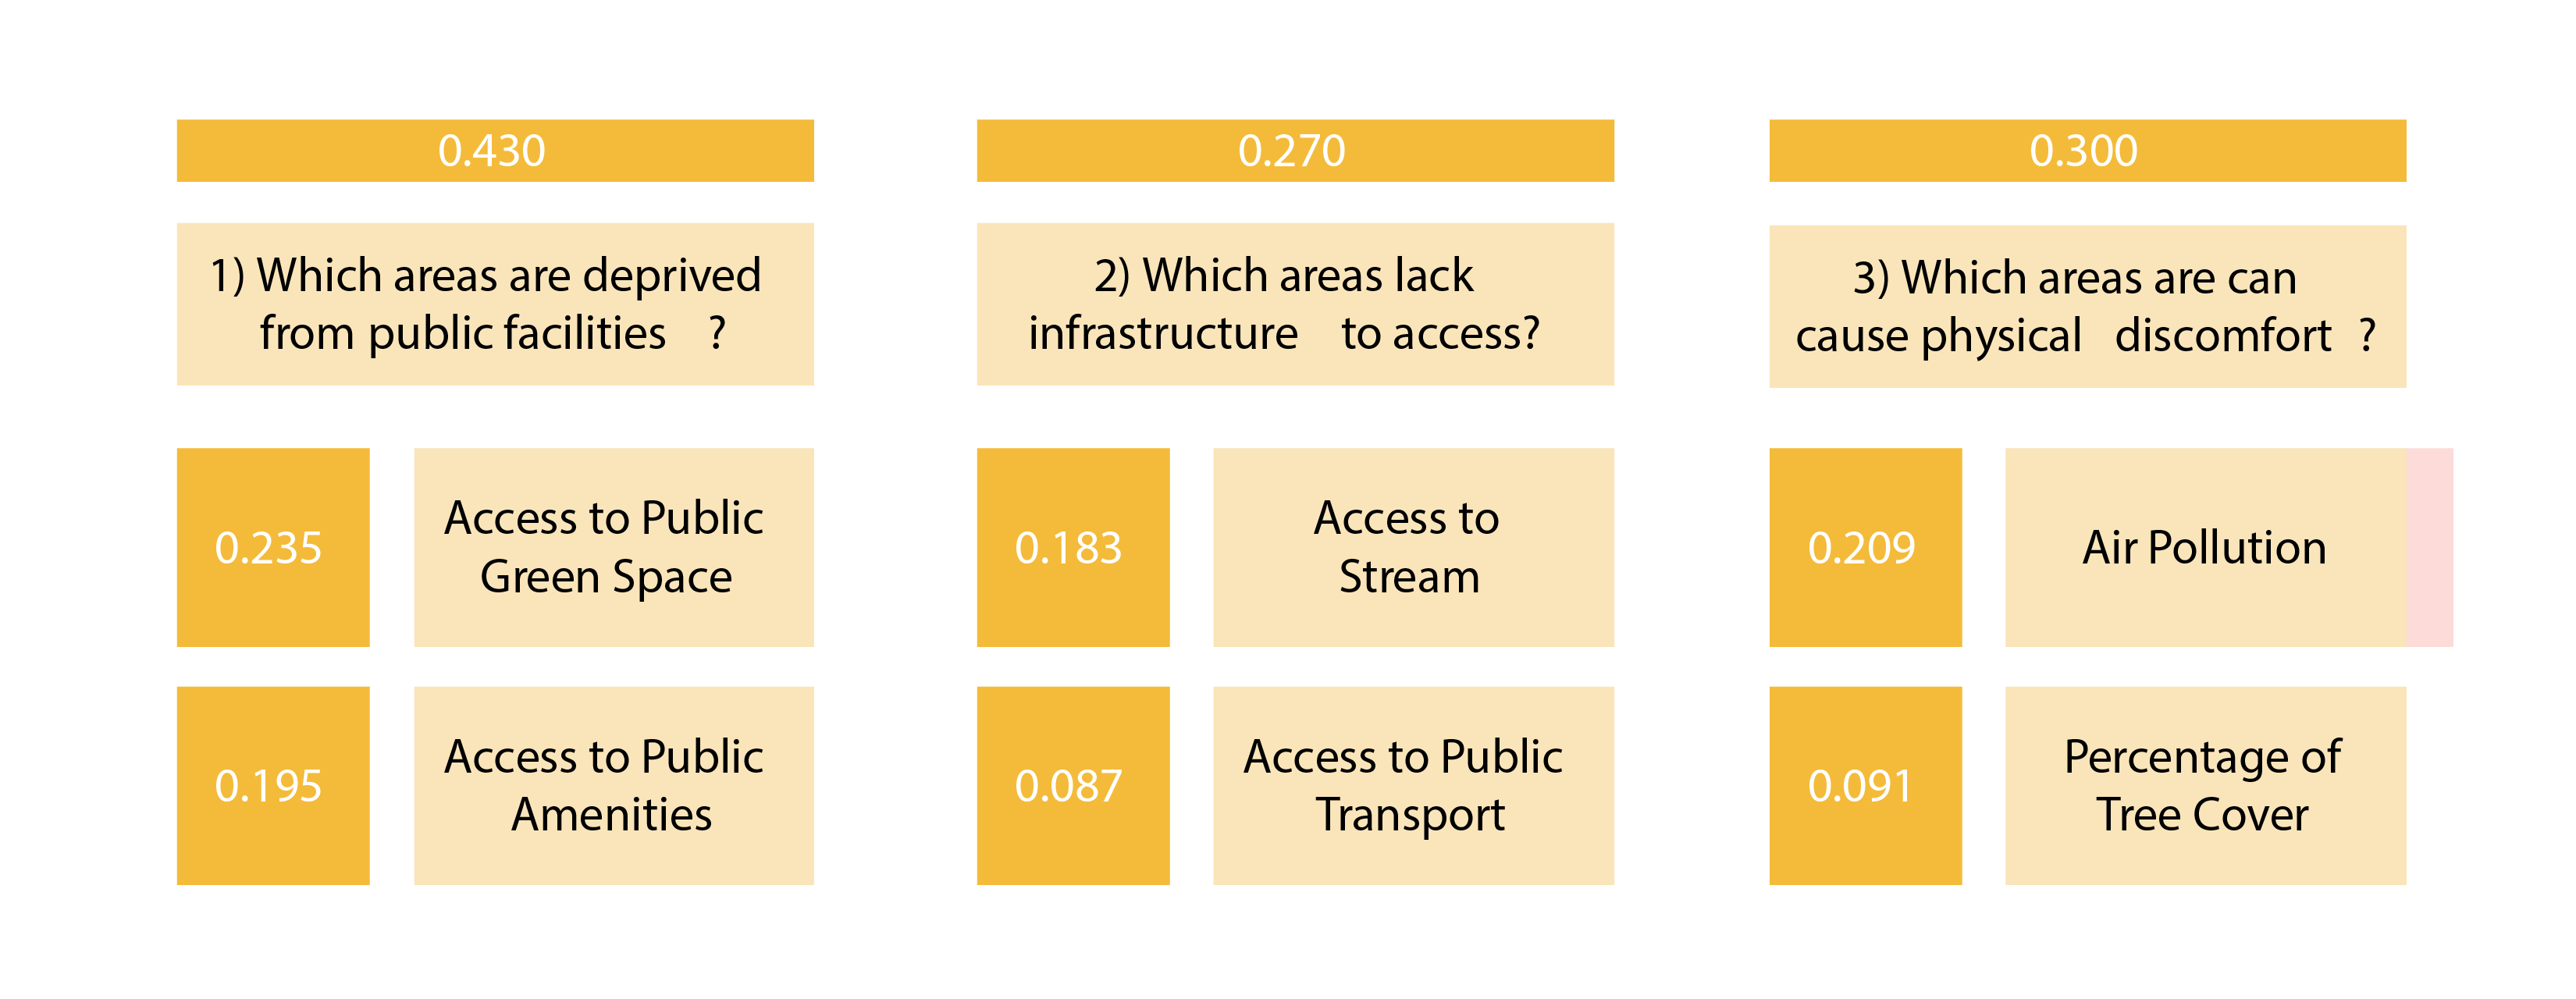 0.430
1) Which areas are deprived
from public facilities ?
0.235
Access to Public
Green Space
0.195
Access to Public
Amenities
0.270
2) Which areas lack
infrastructure to access?
0.183
Access to
Stream
0.087
Access to Public
Transport
0.300
3) Which areas are can
cause physical discomfort ?
0.209
Air Pollution
0.091
Percentage of
Tree Cover